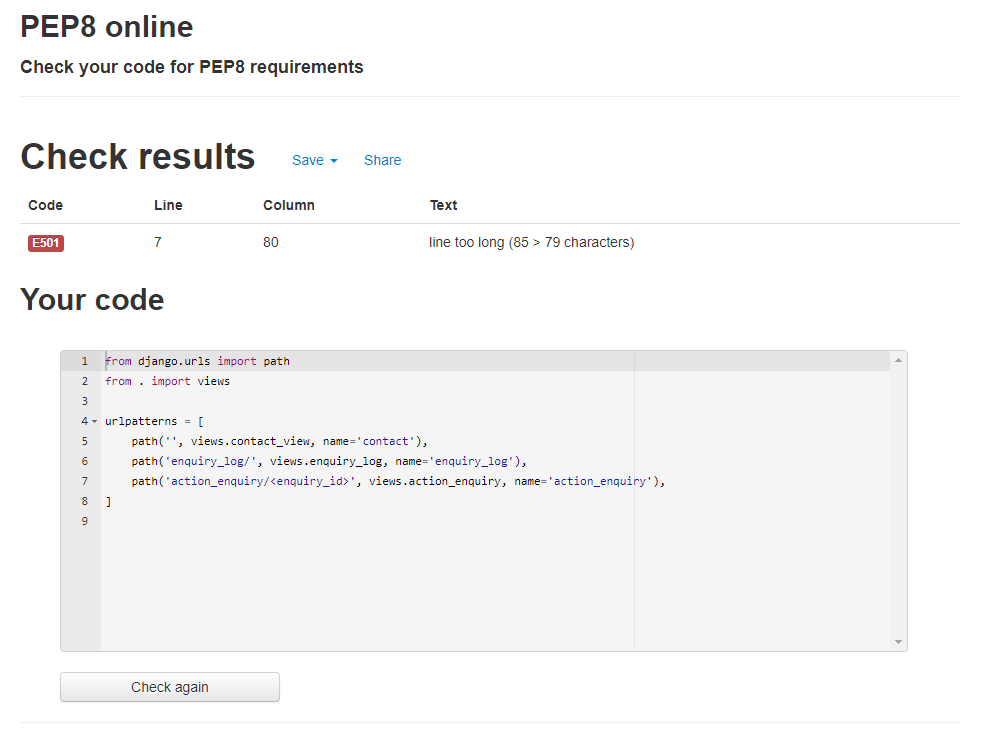 PEP8 online
Check your code for PEP8 requirements
Check results Save Share
Code Line Column Text
E501 7 80 line too long (85 > 79 characters)
Your code
1 from django.urls import path
2 from . import views
3
4 urlpatterns = [
5     path('', views.contact_view, name='contact'),
6     path('enquiry_log/', views.enquiry_log, name='enquiry_log'),
7     path('action_enquiry/<enquiry_id>', views.action_enquiry, name='action_enquiry'),
8 ]
9
Check again